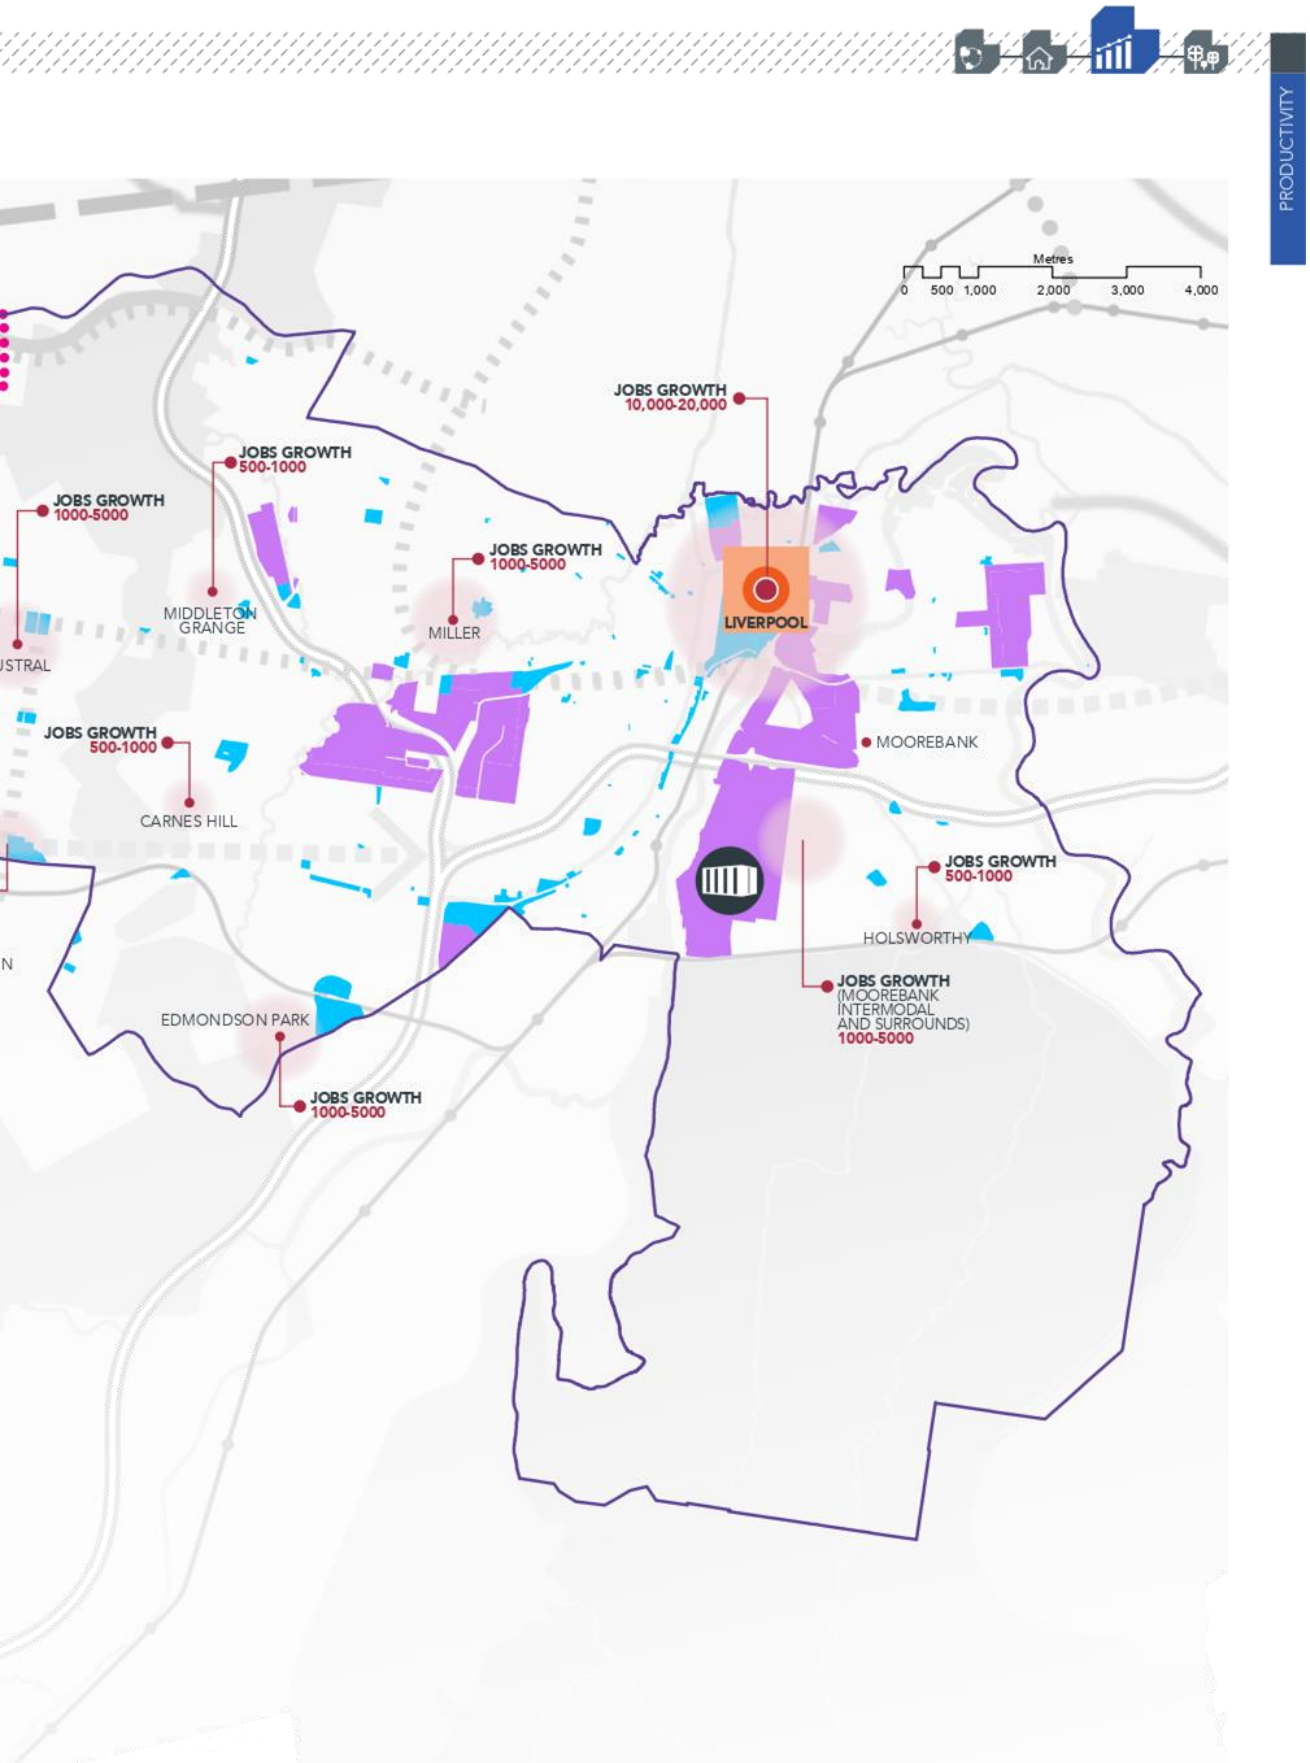 PRODUCTIVITY
Metres
0 500 1,000 2,000 3,000 4,000
JOBS GROWTH
10,000-20,000
JOBS GROWTH
500-1000
JOBS GROWTH
1000-5000
JOBS GROWTH
1000-5000
MIDDLETON
GRANGE
MILLER
LIVERPOOL
USTRAL
JOBS GROWTH
500-1000
MOOREBANK
CARNES HILL
JOBS GROWTH
500-1000
HOLSWORTHY
N
JOBS GROWTH
(MOOREBANK
INTERMODAL
AND SURROUNDS)
1000-5000
EDMONDSON PARK
JOBS GROWTH
1000-5000